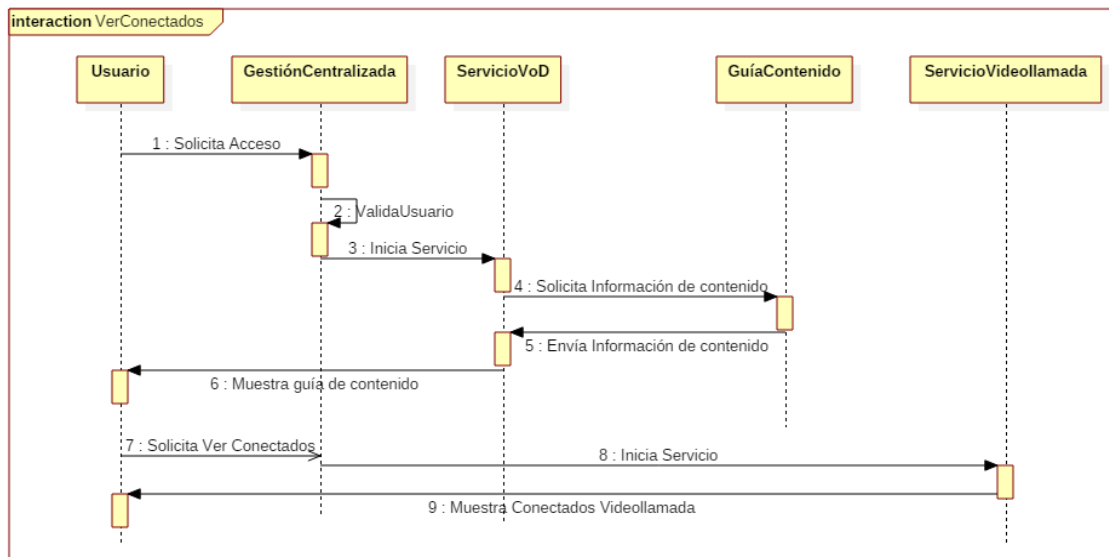 interaction VerConectados
Usuario
GestiónCentralizada
ServicioVoD
GuíaContenido
ServicioVideollamada
1 : Solicita Acceso
2 : ValidaUsuario
3 : Inicia Servicio
4 : Solicita Información de contenido
5 : Envía Información de contenido
6 : Muestra guía de contenido
7 : Solicita Ver Conectados
8 : Inicia Servicio
9 : Muestra Conectados Videollamada